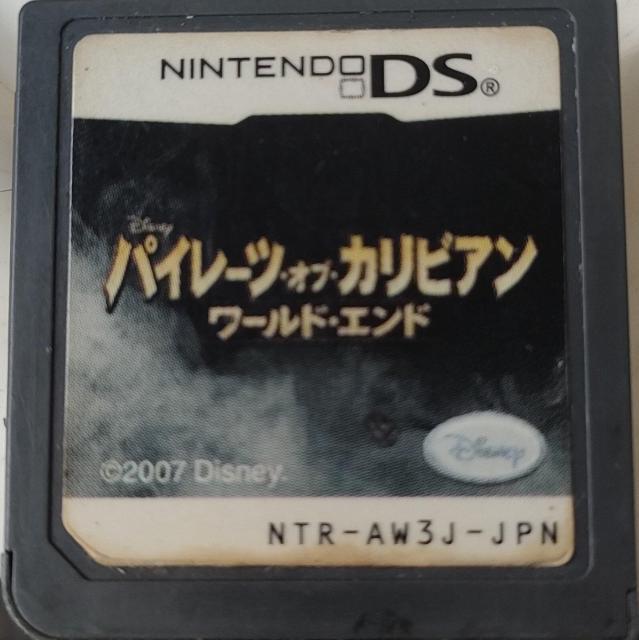 NINTENDO DS®
Disney
パイレーツ・オブ・カリビアン
ワールド・エンド
Disney
©2007 Disney.
NTR-AW3J-JPN